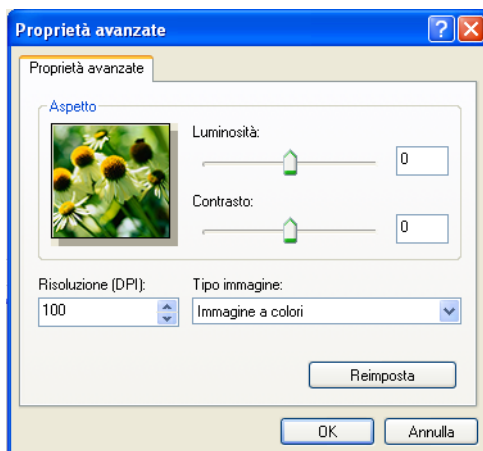 Proprietà avanzate
Proprietà avanzate
Aspetto
Luminosità:
0
Contrasto:
0
Risoluzione (DPI):
Tipo immagine:
100
Immagine a colori
Reimposta
OK
Annulla